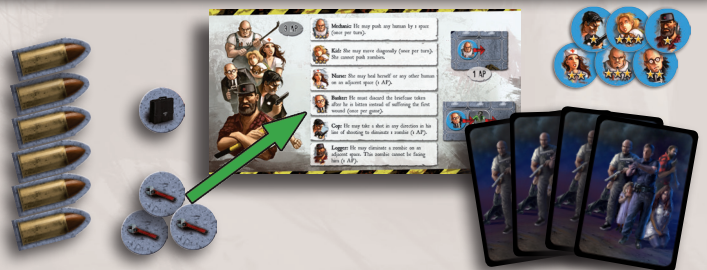 3 AP
Mechanic: He may push any human by 1 space
(once per turn).
Kid: She may move diagonally (once per turn).
She cannot push zombies.
Nurse: She may heal herself or any other human
on an adjacent space (1 AP).
Banker: He must discard the briefcase token
after he is bitten instead of suffering the first
wound (once per game).
Cop: He may take a shot in any direction in his
line of shooting to eliminate 1 zombie (1 AP).
Logger: He may eliminate a zombie on an
adjacent space. This zombie cannot be facing
him (1 AP).
1 AP